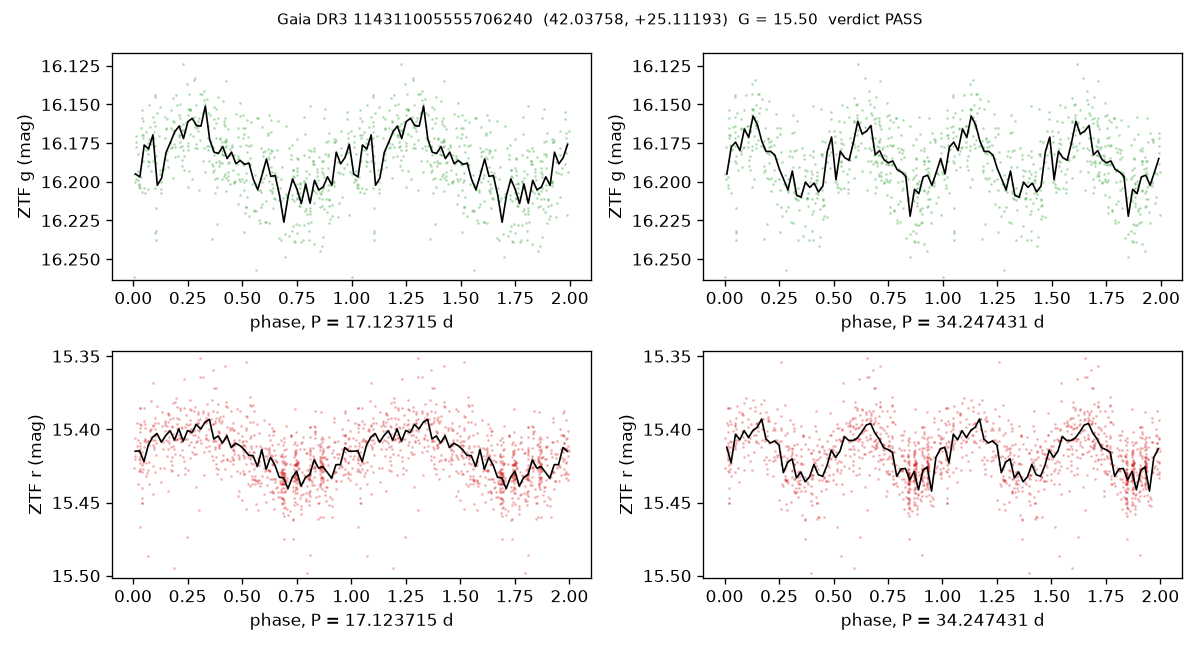 Gaia DR3 114311005555706240  (42.03758, +25.11193)  G = 15.50  verdict PASS
ZTF g (mag)
16.125
16.150
16.175
16.200
16.225
16.250
0.00 0.25 0.50 0.75 1.00 1.25 1.50 1.75 2.00
phase, P = 17.123715 d
ZTF g (mag)
16.125
16.150
16.175
16.200
16.225
16.250
0.00 0.25 0.50 0.75 1.00 1.25 1.50 1.75 2.00
phase, P = 34.247431 d
ZTF r (mag)
15.35
15.40
15.45
15.50
0.00 0.25 0.50 0.75 1.00 1.25 1.50 1.75 2.00
phase, P = 17.123715 d
ZTF r (mag)
15.35
15.40
15.45
15.50
0.00 0.25 0.50 0.75 1.00 1.25 1.50 1.75 2.00
phase, P = 34.247431 d